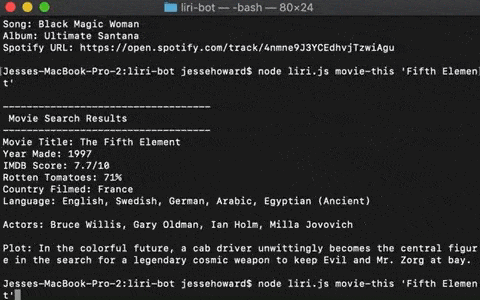 liri-bot — -bash — 80×24
Song: Black Magic Woman
Album: Ultimate Santana
Spotify URL: https://open.spotify.com/track/4nmne9J3YCEdhvjTzwiAgu
Jesses-MacBook-Pro-2:liri-bot jessehoward$ node liri.js movie-this 'Fifth Elemen
t'
-----------------------------------
Movie Search Results
-----------------------------------
Movie Title: The Fifth Element
Year Made: 1997
IMDB Score: 7.7/10
Rotten Tomatoes: 71%
Country Filmed: France
Language: English, Swedish, German, Arabic, Egyptian (Ancient)
Actors: Bruce Willis, Gary Oldman, Ian Holm, Milla Jovovich
Plot: In the colorful future, a cab driver unwittingly becomes the central figur
e in the search for a legendary cosmic weapon to keep Evil and Mr. Zorg at bay.
Jesses-MacBook-Pro-2:liri-bot jessehoward$ node liri.js movie-this 'Fifth Elemen
t'